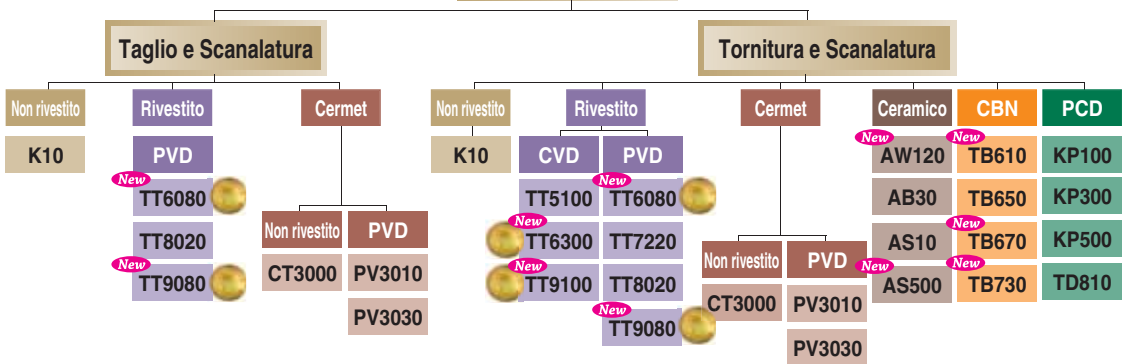 Taglio e Scanalatura
Non rivestito
K10
Rivestito
PVD
New
TT6080
TT8020
New
TT9080
Cermet
Non rivestito
CT3000
PVD
PV3010
PV3030
Tornitura e Scanalatura
Non rivestito
K10
Rivestito
CVD
TT5100
New
TT6300
New
TT9100
PVD
New
TT6080
TT7220
TT8020
New
TT9080
Cermet
Non rivestito
CT3000
PVD
PV3010
PV3030
Ceramico
New
AW120
AB30
AS10
New
AS500
CBN
New
TB610
TB650
New
TB670
New
TB730
PCD
KP100
KP300
KP500
TD810